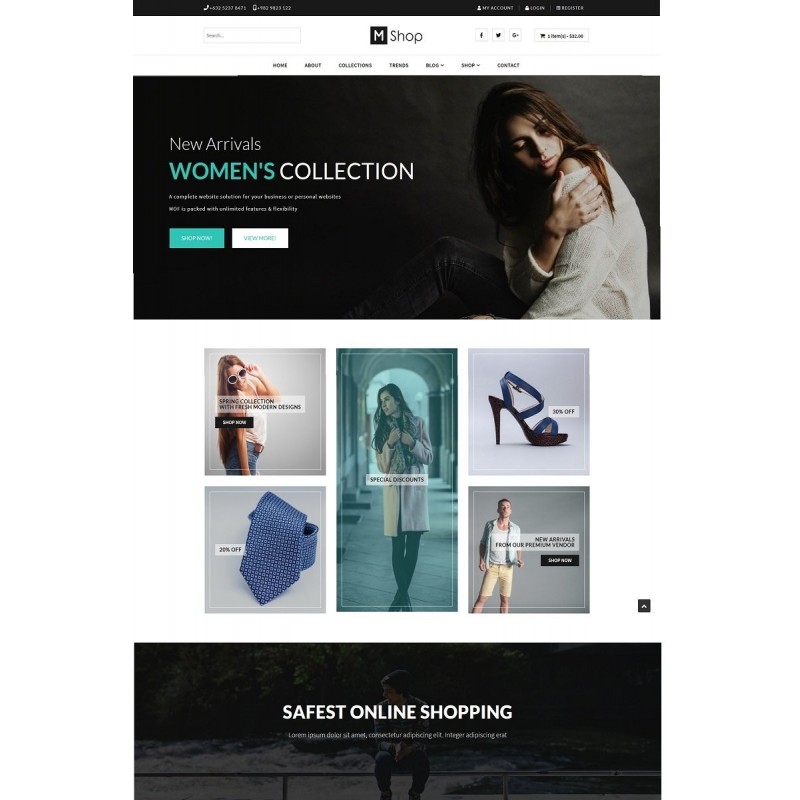 +632 5257 8471 +982 9823 122 MY ACCOUNT LOGIN REGISTER
Search... M Shop 1 item(s) - $32.00
HOME ABOUT COLLECTIONS TRENDS BLOG SHOP CONTACT
New Arrivals
WOMEN'S COLLECTION
A complete website solution for your business or personal websites
MOF is packed with unlimited features & flexibility
SHOP NOW! VIEW MORE!
SPRING COLLECTION
WITH FRESH MODERN DESIGNS
SHOP NOW
SPECIAL DISCOUNTS
30% OFF
20% OFF
NEW ARRIVALS
FROM OUR PREMIUM VENDOR
SHOP NOW
SAFEST ONLINE SHOPPING
Lorem ipsum dolor sit amet, consectetur adipiscing elit. Integer adipiscing erat